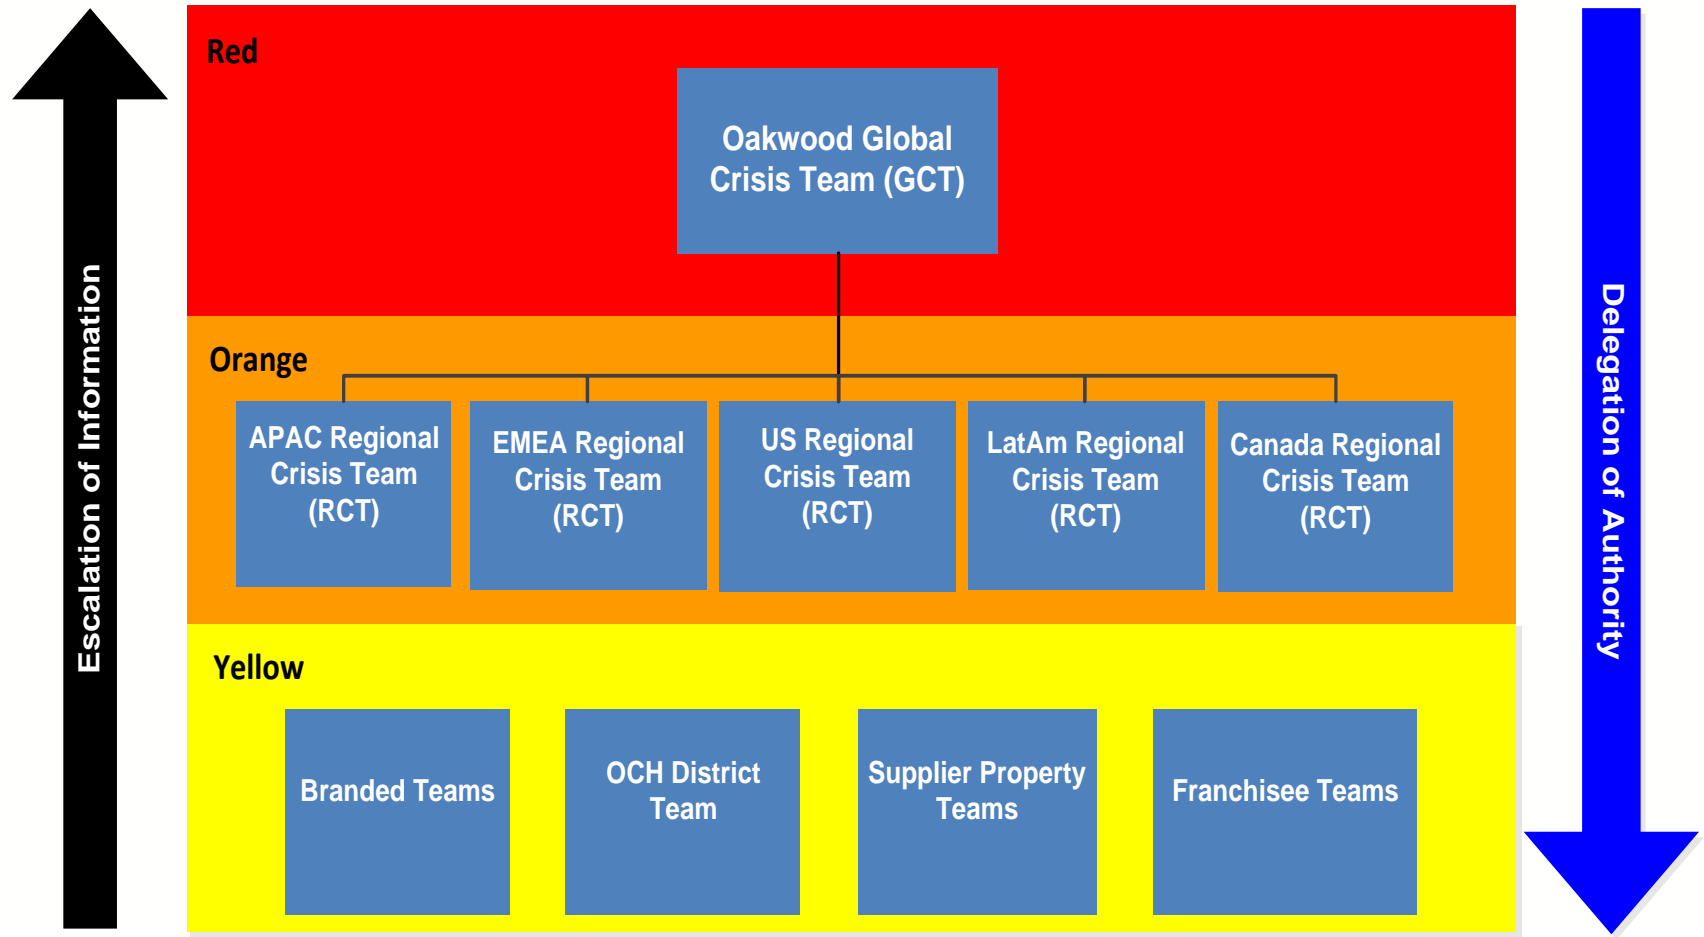 Red
Oakwood Global
Crisis Team (GCT)
Escalation of Information
Delegation of Authority
Orange
APAC Regional
Crisis Team
(RCT)
EMEA Regional
Crisis Team
(RCT)
US Regional
Crisis Team
(RCT)
LatAm Regional
Crisis Team
(RCT)
Canada Regional
Crisis Team
(RCT)
Yellow
Branded Teams
OCH District
Team
Supplier Property
Teams
Franchisee Teams